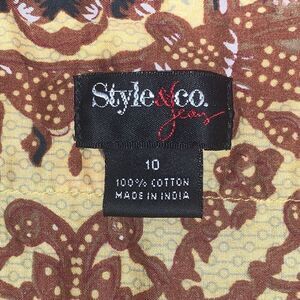 Style&co.
jeans
10
100% COTTON
MADE IN INDIA